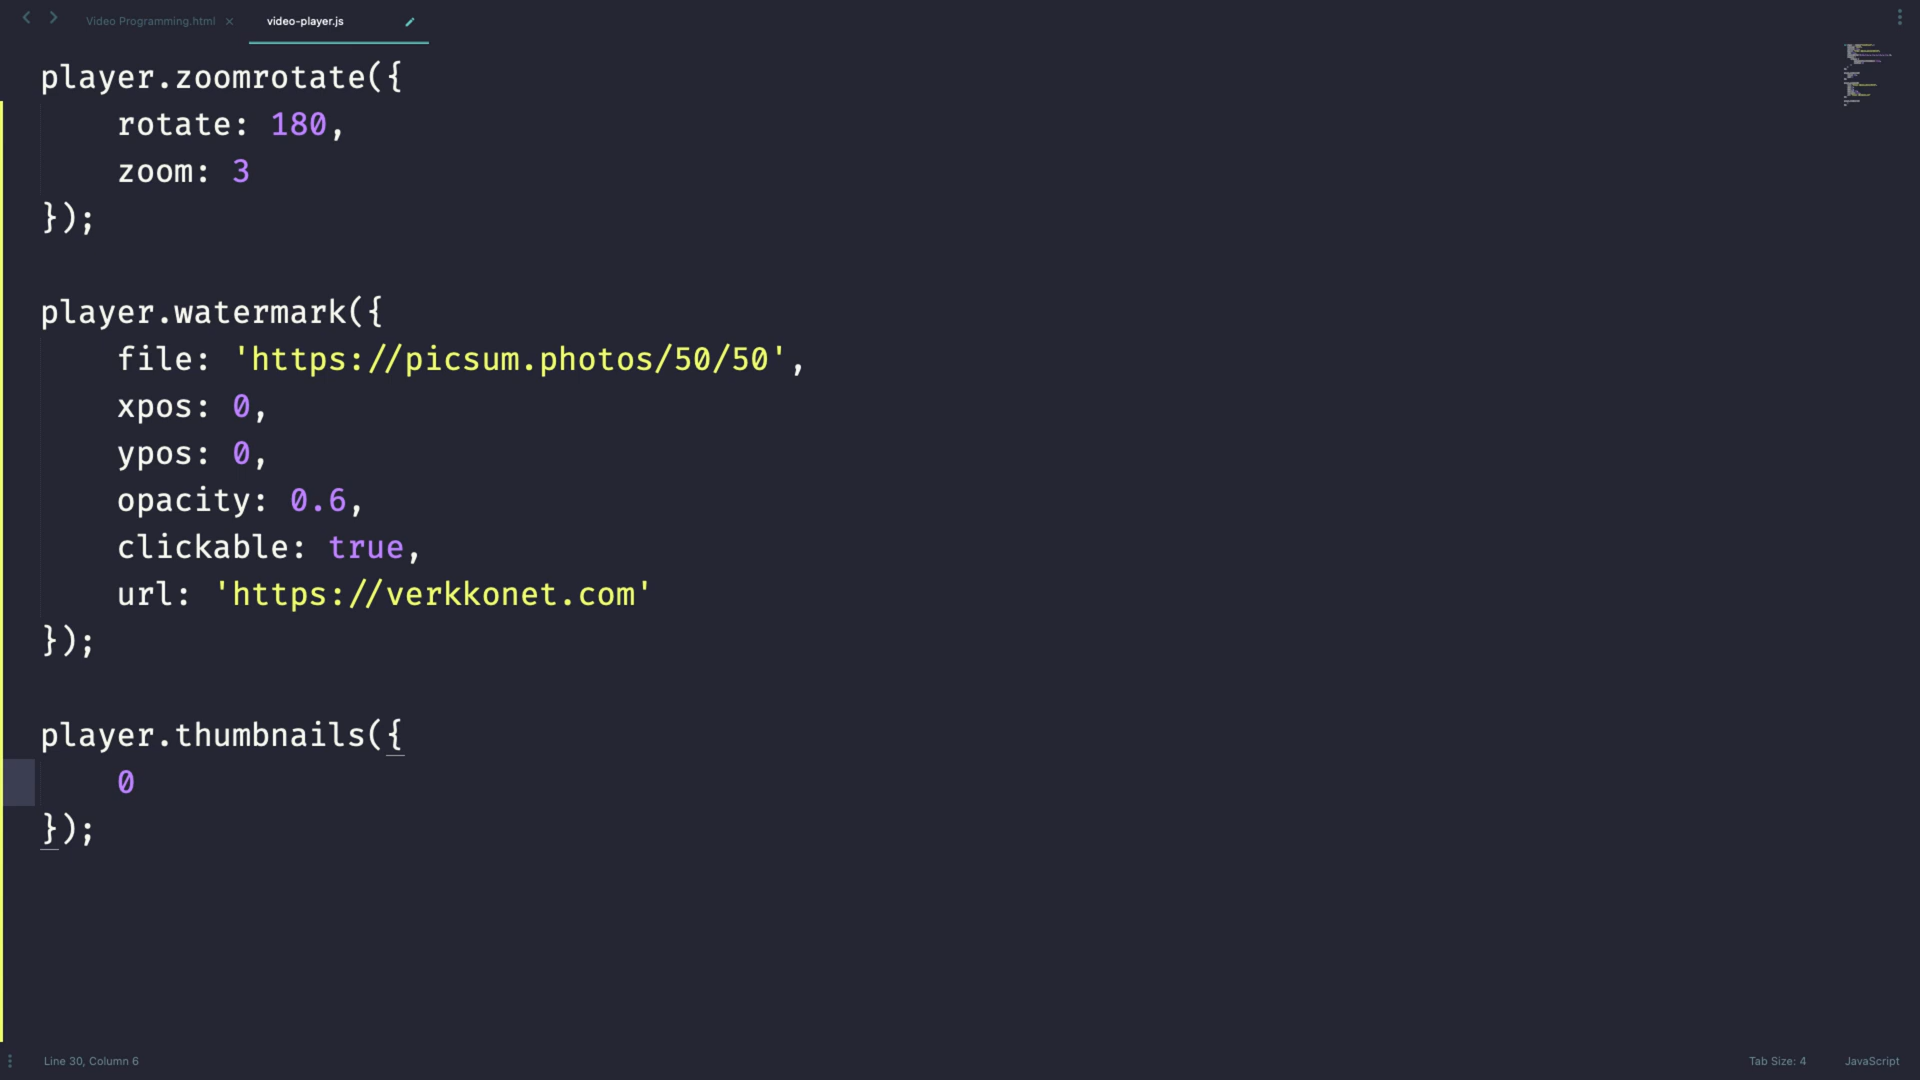 Video Programming.html ×
video-player.js
player.zoomrotate({
    rotate: 180,
    zoom: 3
});
player.watermark({
    file: 'https://picsum.photos/50/50',
    xpos: 0,
    ypos: 0,
    opacity: 0.6,
    clickable: true,
    url: 'https://verkkonet.com'
});
player.thumbnails({
    0
});
Line 30, Column 6
Tab Size: 4
JavaScript